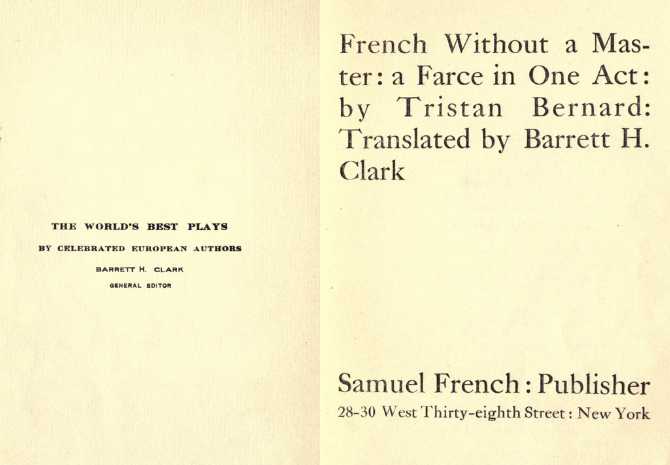 THE WORLD'S BEST PLAYS
BY CELEBRATED EUROPEAN AUTHORS
BARRETT H. CLARK
GENERAL EDITOR
French Without a Mas-
ter: a Farce in One Act:
by Tristan Bernard:
Translated by Barrett H.
Clark
Samuel French: Publisher
28-30 West Thirty-eighth Street: New York